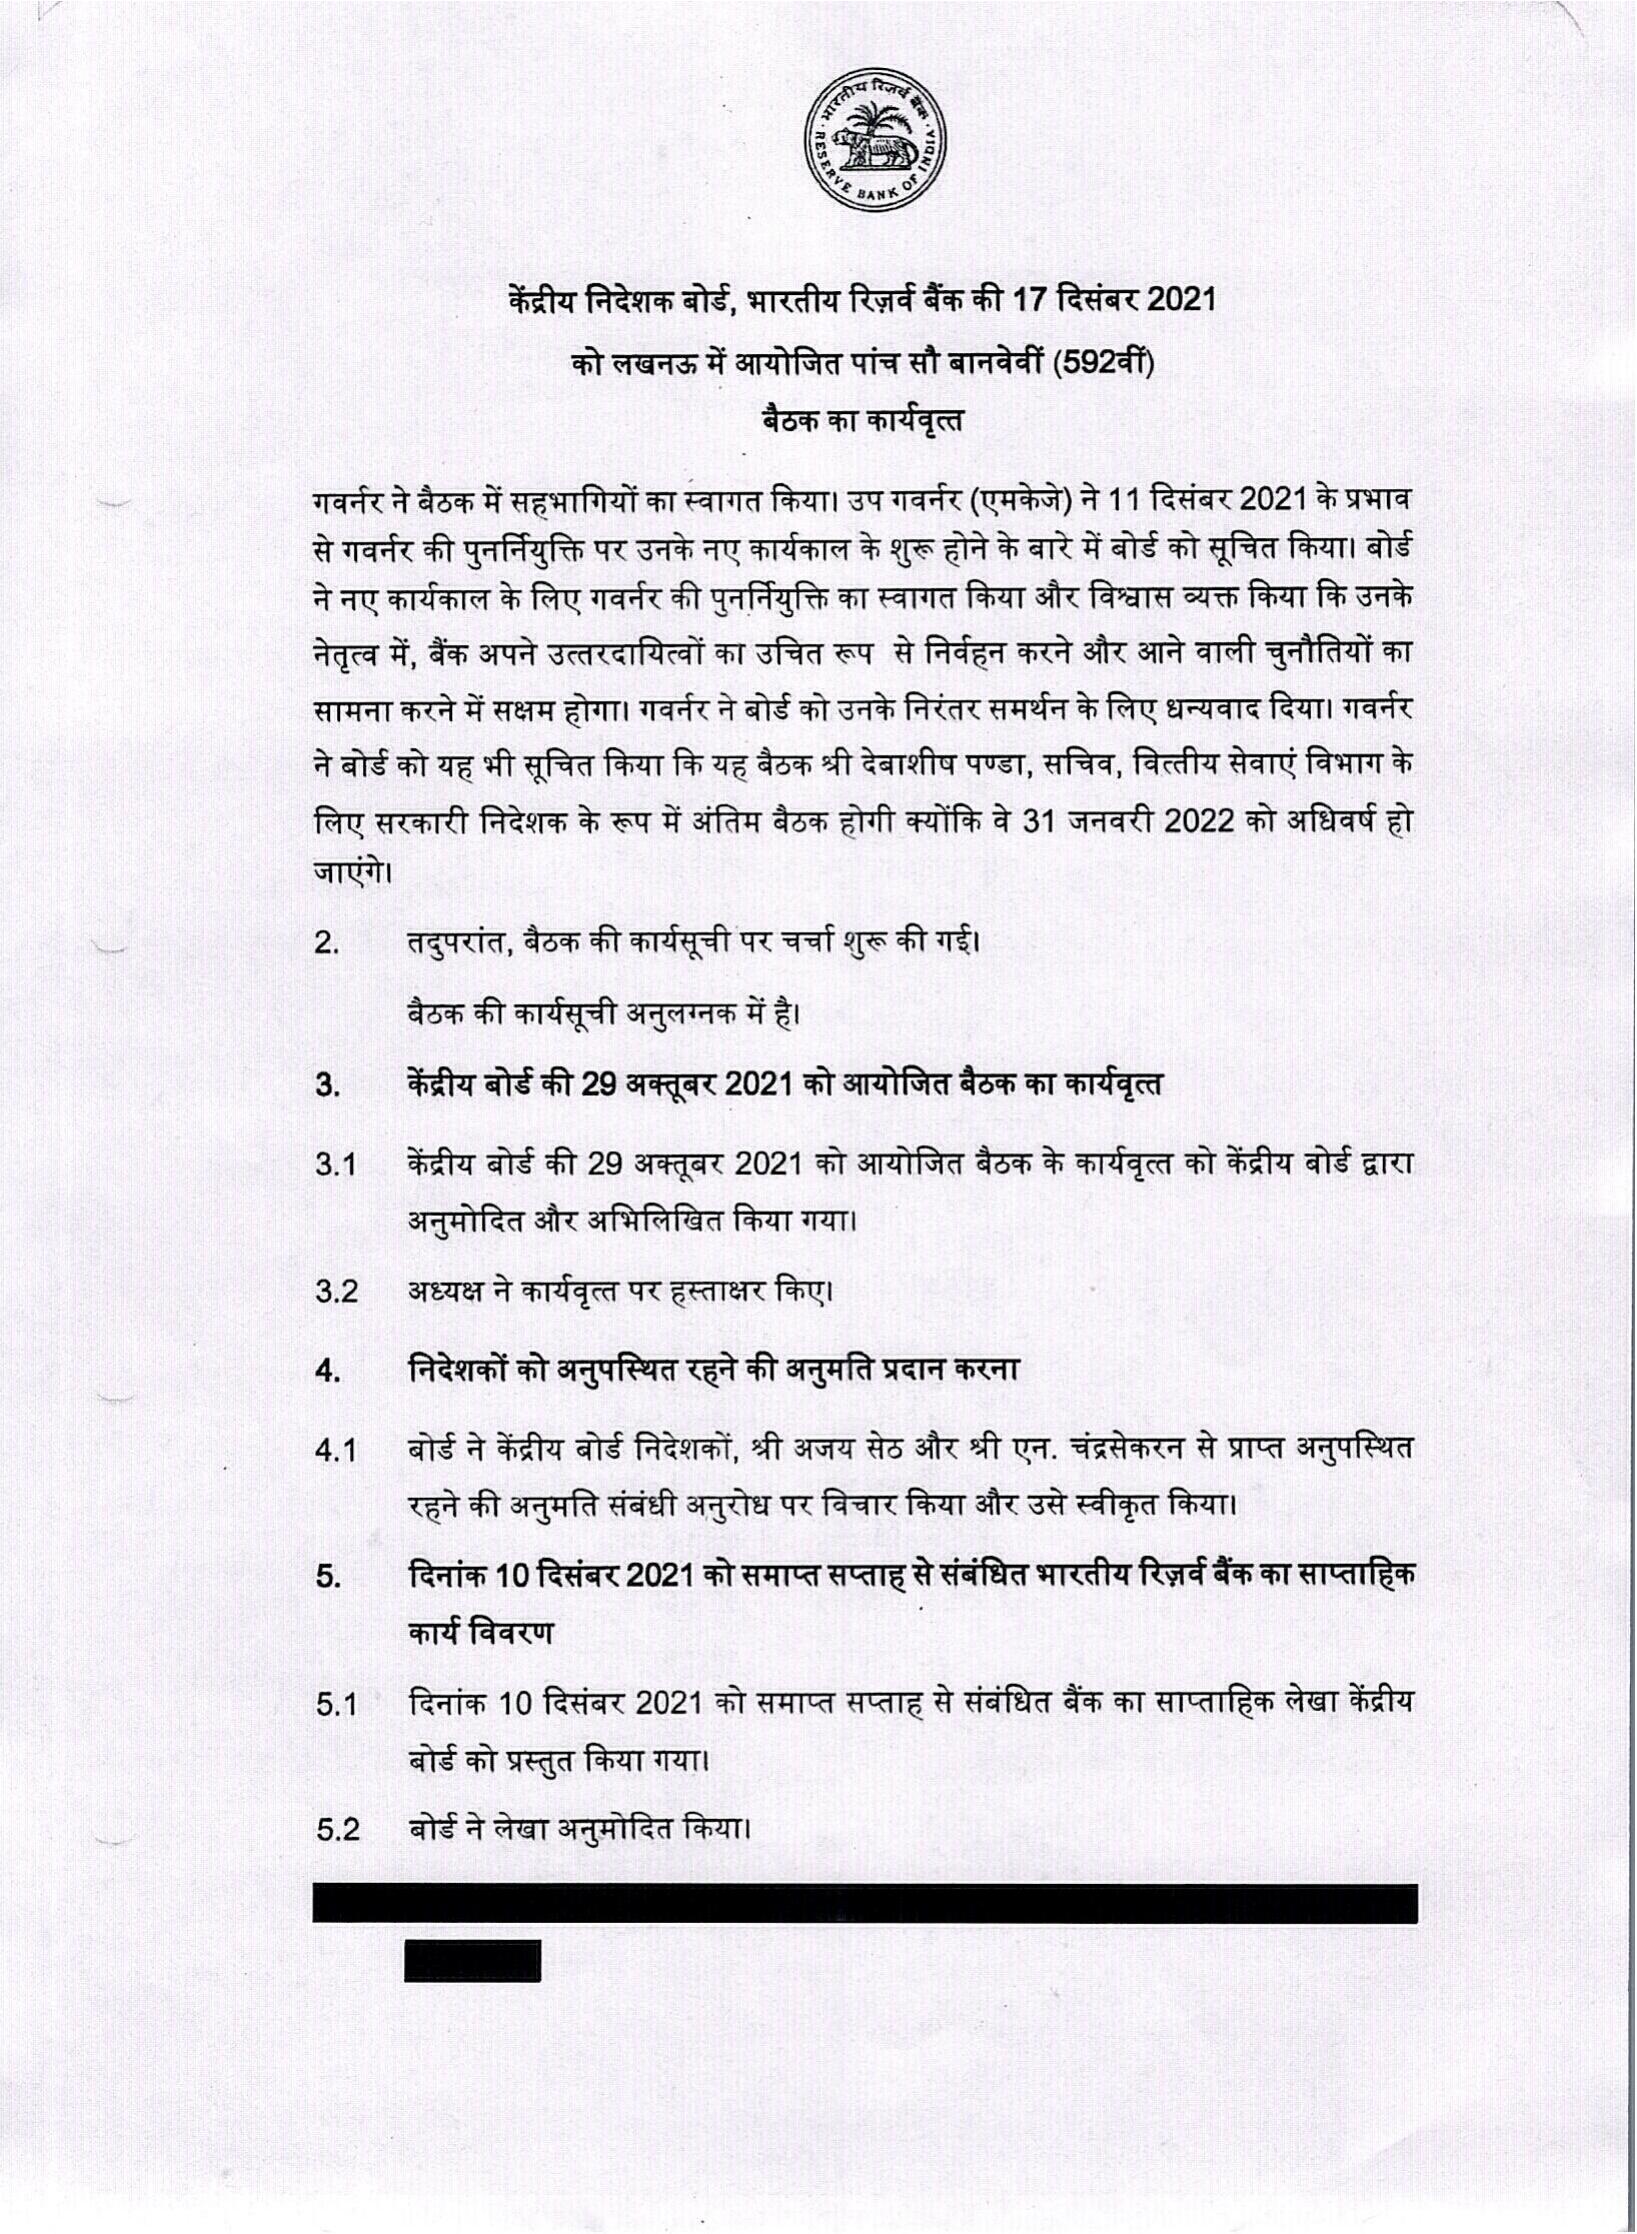 भारतीय रिज़र्व बैंक
RESERVE BANK OF INDIA
केंद्रीय निदेशक बोर्ड, भारतीय रिज़र्व बैंक की 17 दिसंबर 2021
को लखनऊ में आयोजित पांच सौ बानवेवीं (592वीं)
बैठक का कार्यवृत्त
गवर्नर ने बैठक में सहभागियों का स्वागत किया। उप गवर्नर (एमकेजे) ने 11 दिसंबर 2021 के प्रभाव
से गवर्नर की पुनर्नियुक्ति पर उनके नए कार्यकाल के शुरू होने के बारे में बोर्ड को सूचित किया। बोर्ड
ने नए कार्यकाल के लिए गवर्नर की पुनर्नियुक्ति का स्वागत किया और विश्वास व्यक्त किया कि उनके
नेतृत्व में, बैंक अपने उत्तरदायित्वों का उचित रूप से निर्वहन करने और आने वाली चुनौतियों का
सामना करने में सक्षम होगा। गवर्नर ने बोर्ड को उनके निरंतर समर्थन के लिए धन्यवाद दिया। गवर्नर
ने बोर्ड को यह भी सूचित किया कि यह बैठक श्री देबाशीष पण्डा, सचिव, वित्तीय सेवाएं विभाग के
लिए सरकारी निदेशक के रूप में अंतिम बैठक होगी क्योंकि वे 31 जनवरी 2022 को अधिवर्ष हो
जाएंगे।
2. तदुपरांत, बैठक की कार्यसूची पर चर्चा शुरू की गई।
बैठक की कार्यसूची अनुलग्नक में है।
3. केंद्रीय बोर्ड की 29 अक्तूबर 2021 को आयोजित बैठक का कार्यवृत्त
3.1 केंद्रीय बोर्ड की 29 अक्तूबर 2021 को आयोजित बैठक के कार्यवृत्त को केंद्रीय बोर्ड द्वारा
अनुमोदित और अभिलिखित किया गया।
3.2 अध्यक्ष ने कार्यवृत्त पर हस्ताक्षर किए।
4. निदेशकों को अनुपस्थित रहने की अनुमति प्रदान करना
4.1 बोर्ड ने केंद्रीय बोर्ड निदेशकों, श्री अजय सेठ और श्री एन. चंद्रसेकरन से प्राप्त अनुपस्थित
रहने की अनुमति संबंधी अनुरोध पर विचार किया और उसे स्वीकृत किया।
5. दिनांक 10 दिसंबर 2021 को समाप्त सप्ताह से संबंधित भारतीय रिज़र्व बैंक का साप्ताहिक
कार्य विवरण
5.1 दिनांक 10 दिसंबर 2021 को समाप्त सप्ताह से संबंधित बैंक का साप्ताहिक लेखा केंद्रीय
बोर्ड को प्रस्तुत किया गया।
5.2 बोर्ड ने लेखा अनुमोदित किया।